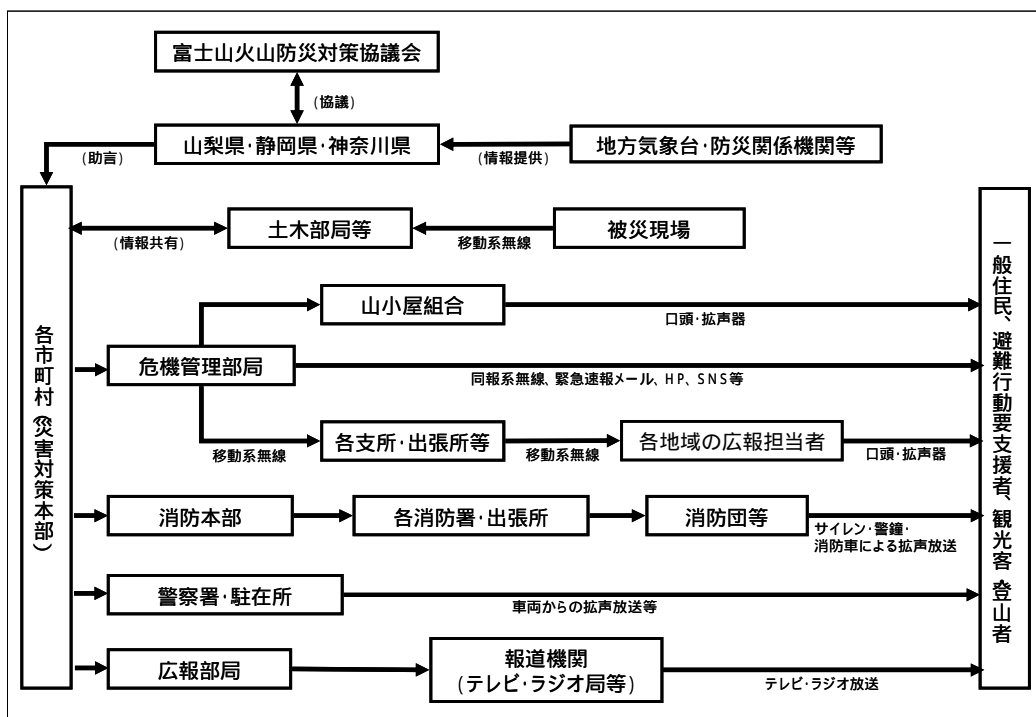 富士山火山防災対策協議会
(協議)
山梨県・静岡県・神奈川県
(助言)
(情報提供)
地方気象台・防災関係機関等
各市町村(災害対策本部)
(情報共有)
土木部局等
移動系無線
被災現場
山小屋組合
口頭・拡声器
危機管理部局
同報系無線、緊急速報メール、HP、SNS等
移動系無線
各支所・出張所等
移動系無線
各地域の広報担当者
口頭・拡声器
消防本部
各消防署・出張所
消防団等
サイレン・警鐘・
消防車による拡声放送
警察署・駐在所
車両からの拡声放送等
広報部局
報道機関
(テレビ・ラジオ局等)
テレビ・ラジオ放送
一般住民、避難行動要支援者、観光客、登山者